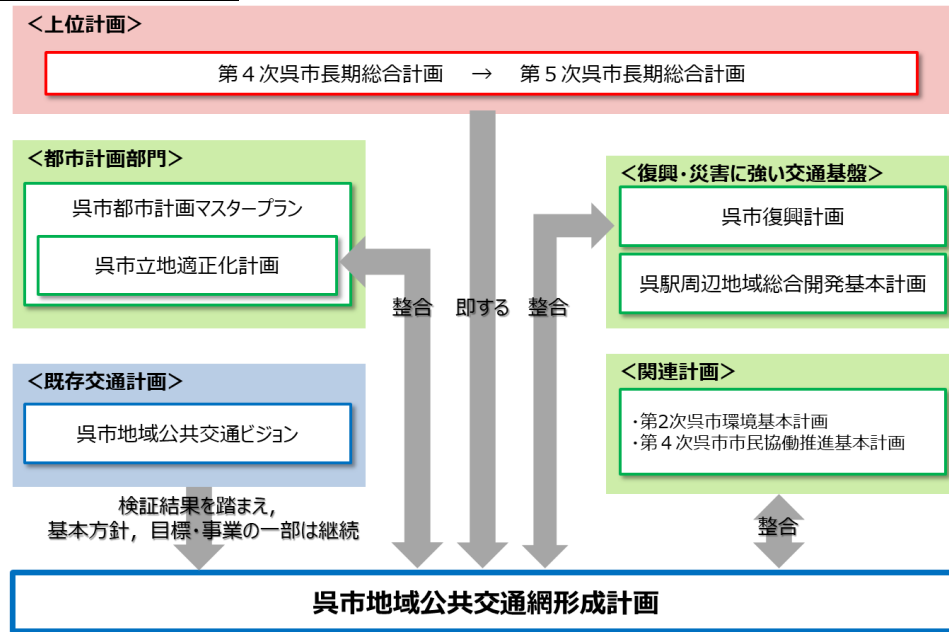 ＜上位計画＞
第４次呉市長期総合計画　→　第５次呉市長期総合計画
＜都市計画部門＞
呉市都市計画マスタープラン
呉市立地適正化計画
＜復興・災害に強い交通基盤＞
呉市復興計画
呉駅周辺地域総合開発基本計画
整合
即する
整合
＜既存交通計画＞
呉市地域公共交通ビジョン
＜関連計画＞
・第2次呉市環境基本計画
・第４次呉市市民協働推進基本計画
検証結果を踏まえ，
基本方針，目標・事業の一部は継続
整合
呉市地域公共交通網形成計画